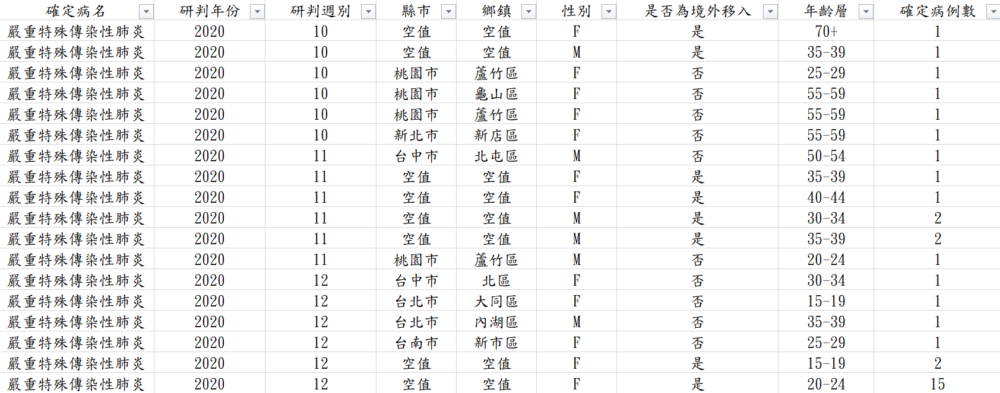 確定病名 研判年份 研判週別 縣市 鄉鎮 性別 是否為境外移入 年齡層 確定病例數
嚴重特殊傳染性肺炎 2020 10 空值 空值 F 是 70+ 1
嚴重特殊傳染性肺炎 2020 10 空值 空值 M 是 35-39 1
嚴重特殊傳染性肺炎 2020 10 桃園市 蘆竹區 F 否 25-29 1
嚴重特殊傳染性肺炎 2020 10 桃園市 龜山區 F 否 55-59 1
嚴重特殊傳染性肺炎 2020 10 桃園市 蘆竹區 F 否 55-59 1
嚴重特殊傳染性肺炎 2020 10 新北市 新店區 F 否 55-59 1
嚴重特殊傳染性肺炎 2020 11 台中市 北屯區 M 否 50-54 1
嚴重特殊傳染性肺炎 2020 11 空值 空值 F 是 35-39 1
嚴重特殊傳染性肺炎 2020 11 空值 空值 F 是 40-44 1
嚴重特殊傳染性肺炎 2020 11 空值 空值 M 是 30-34 2
嚴重特殊傳染性肺炎 2020 11 空值 空值 M 是 35-39 2
嚴重特殊傳染性肺炎 2020 11 桃園市 蘆竹區 M 否 20-24 1
嚴重特殊傳染性肺炎 2020 12 台中市 北區 F 否 30-34 1
嚴重特殊傳染性肺炎 2020 12 台北市 大同區 F 否 15-19 1
嚴重特殊傳染性肺炎 2020 12 台北市 內湖區 M 否 35-39 1
嚴重特殊傳染性肺炎 2020 12 台南市 新市區 F 否 25-29 1
嚴重特殊傳染性肺炎 2020 12 空值 空值 F 是 15-19 2
嚴重特殊傳染性肺炎 2020 12 空值 空值 F 是 20-24 15